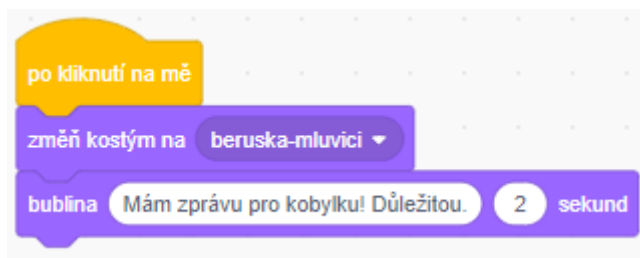 po kliknutí na mě
změň kostým na beruska-mluvici
bublina Mám zprávu pro kobylku! Důležitou. 2 sekund